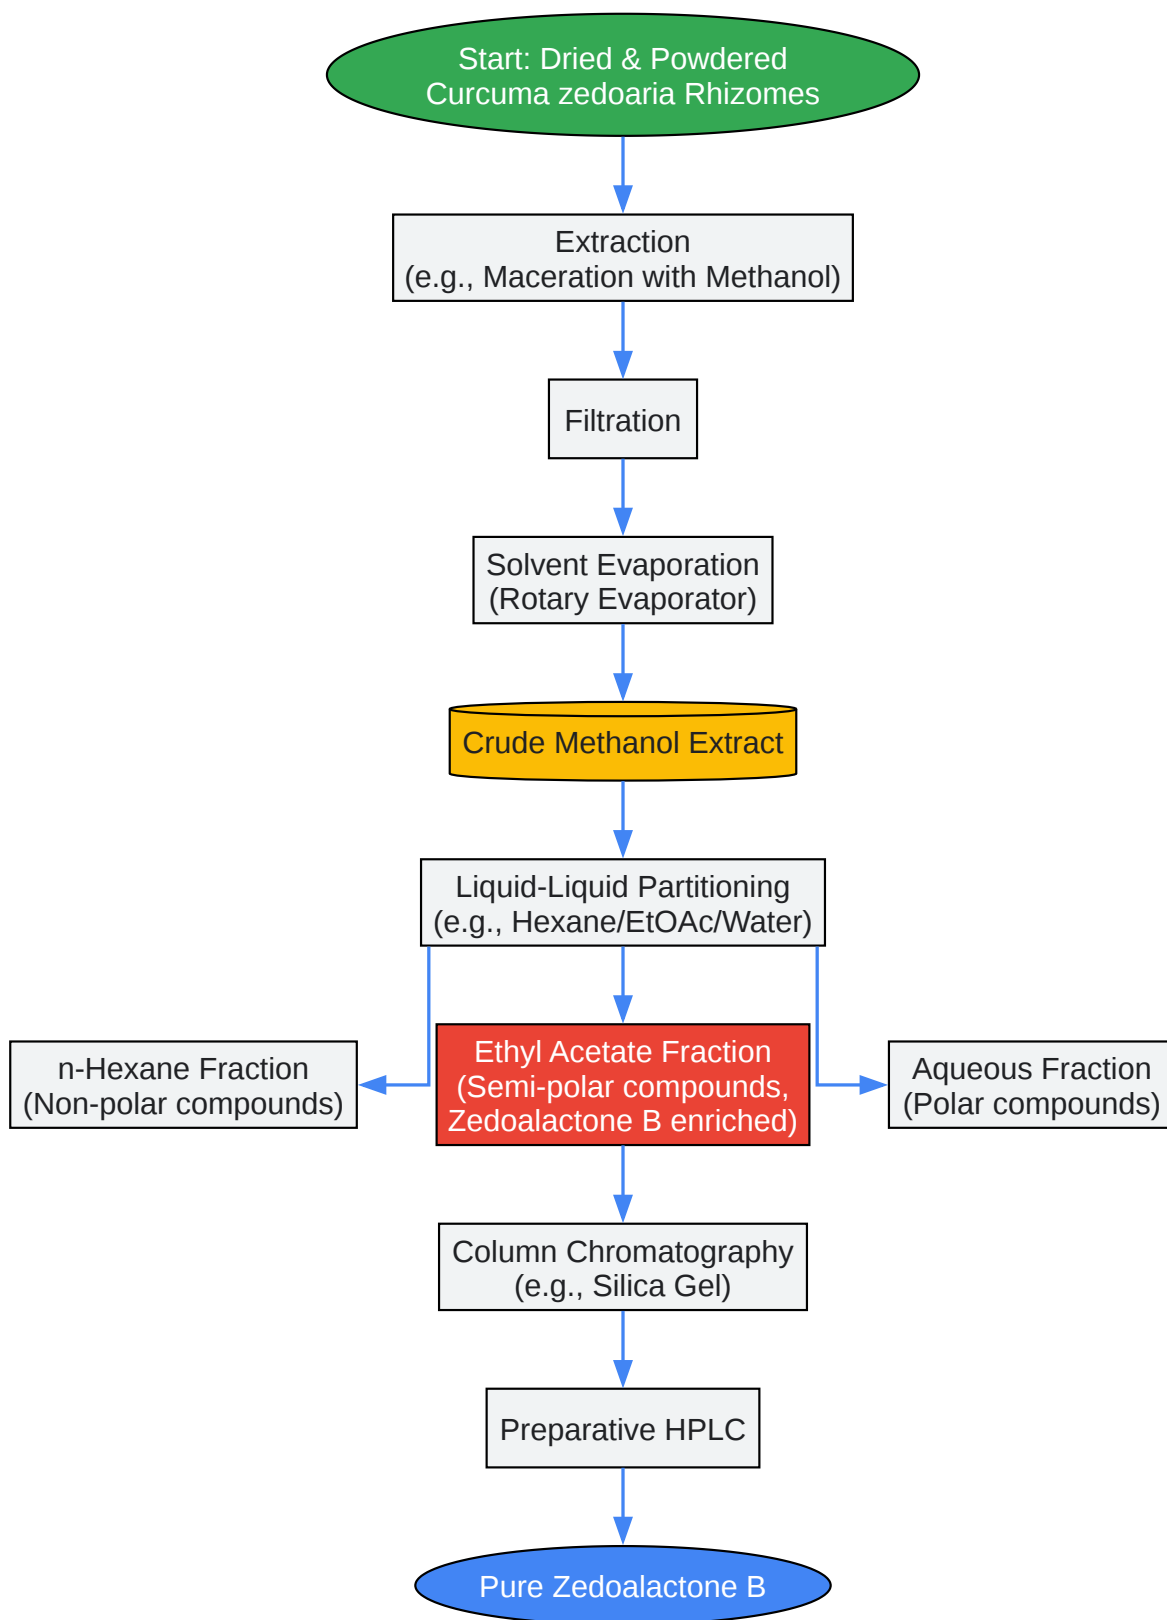 Start: Dried & Powdered
Curcuma zedoaria Rhizomes
Extraction
(e.g., Maceration with Methanol)
Filtration
Solvent Evaporation
(Rotary Evaporator)
Crude Methanol Extract
Liquid-Liquid Partitioning
(e.g., Hexane/EtOAc/Water)
n-Hexane Fraction
(Non-polar compounds)
Ethyl Acetate Fraction
(Semi-polar compounds,
Zedoalactone B enriched)
Aqueous Fraction
(Polar compounds)
Column Chromatography
(e.g., Silica Gel)
Preparative HPLC
Pure Zedoalactone B